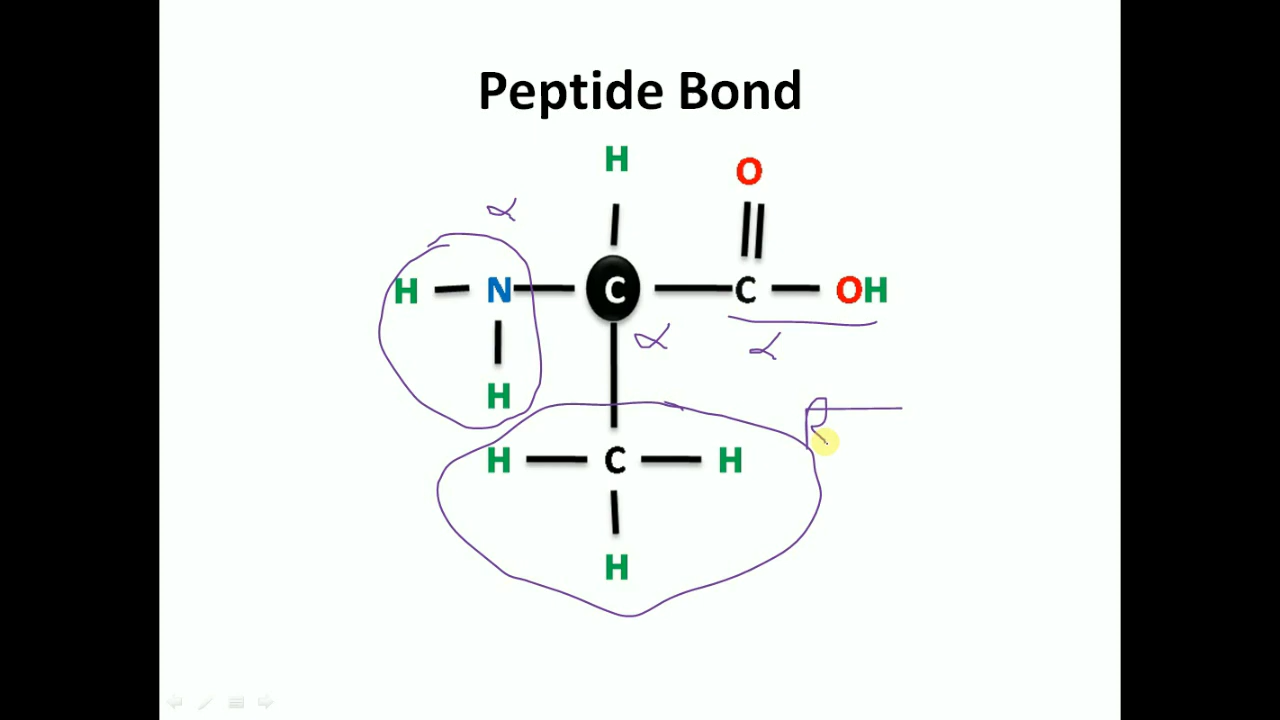 Peptide Bond
H O
α
H N C C OH
α α
H
R
H C H
H